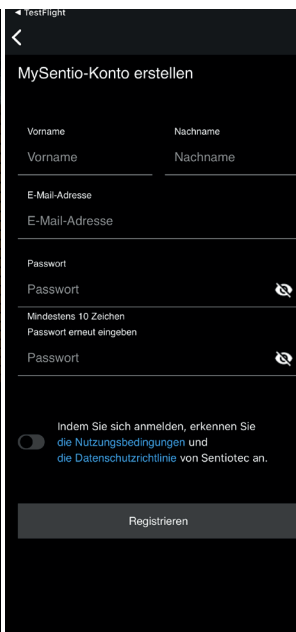 ◄ TestFlight
MySentio-Konto erstellen
Vorname Nachname
Vorname Nachname
E-Mail-Adresse
E-Mail-Adresse
Passwort
Passwort
Mindestens 10 Zeichen
Passwort erneut eingeben
Passwort
Indem Sie sich anmelden, erkennen Sie
die Nutzungsbedingungen und
die Datenschutzrichtlinie von Sentiotec an.
Registrieren